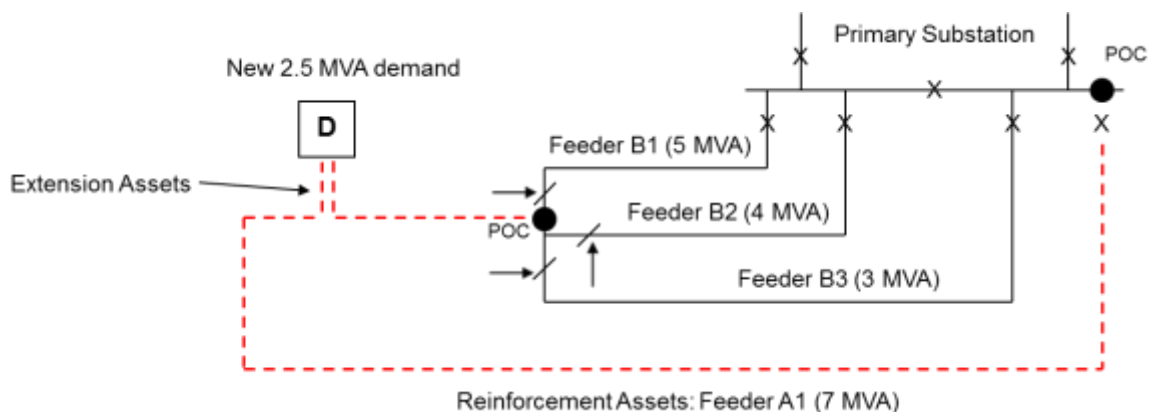 Primary Substation
POC
New 2.5 MVA demand
D
Feeder B1 (5 MVA)
Extension Assets
Feeder B2 (4 MVA)
POC
Feeder B3 (3 MVA)
Reinforcement Assets: Feeder A1 (7 MVA)